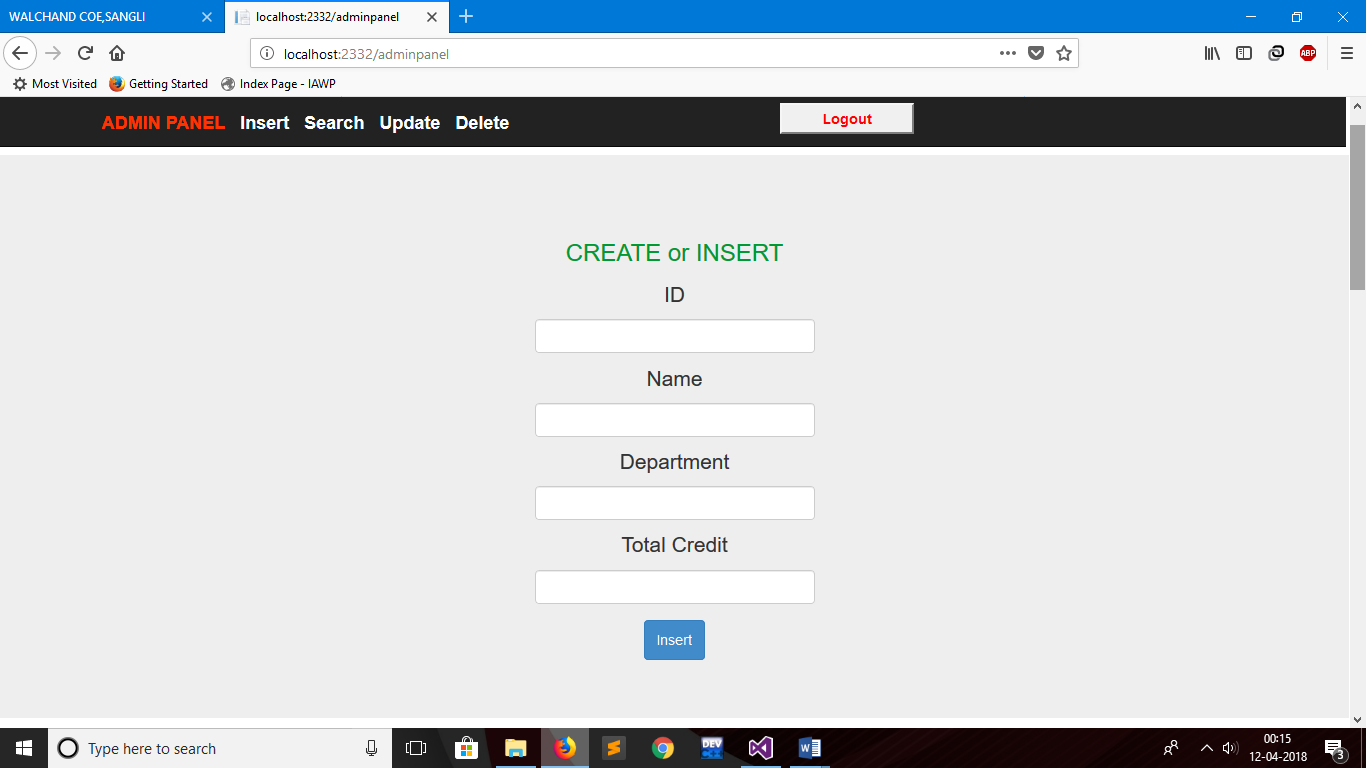 WALCHAND COE,SANGLI
localhost:2332/adminpanel
localhost:2332/adminpanel
ABP
Most Visited
Getting Started
Index Page - IAWP
ADMIN PANEL Insert Search Update Delete
Logout
CREATE or INSERT
ID
Name
Department
Total Credit
Insert
Type here to search
DEV
00:15
12-04-2018
3